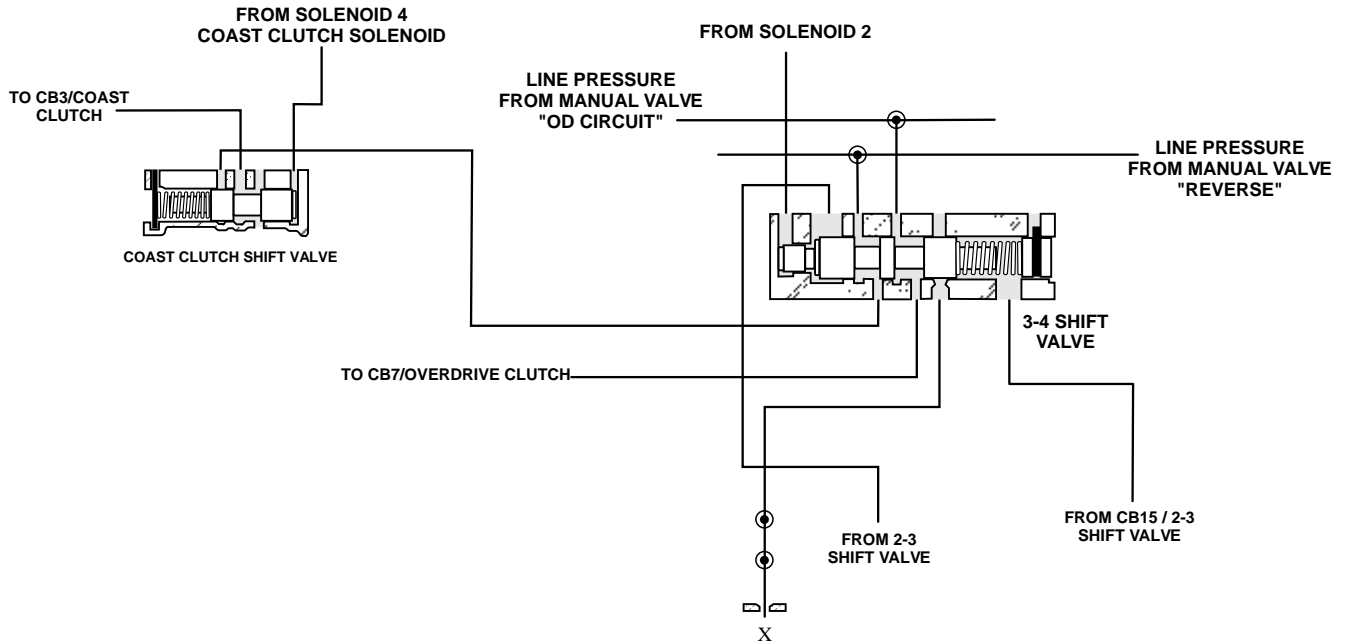 FROM SOLENOID 4
COAST CLUTCH SOLENOID
FROM SOLENOID 2
LINE PRESSURE
FROM MANUAL VALVE
"OD CIRCUIT"
TO CB3/COAST
CLUTCH
LINE PRESSURE
FROM MANUAL VALVE
"REVERSE"
COAST CLUTCH SHIFT VALVE
3-4 SHIFT
VALVE
TO CB7/OVERDRIVE CLUTCH
FROM 2-3
SHIFT VALVE
FROM CB15 / 2-3
SHIFT VALVE
X